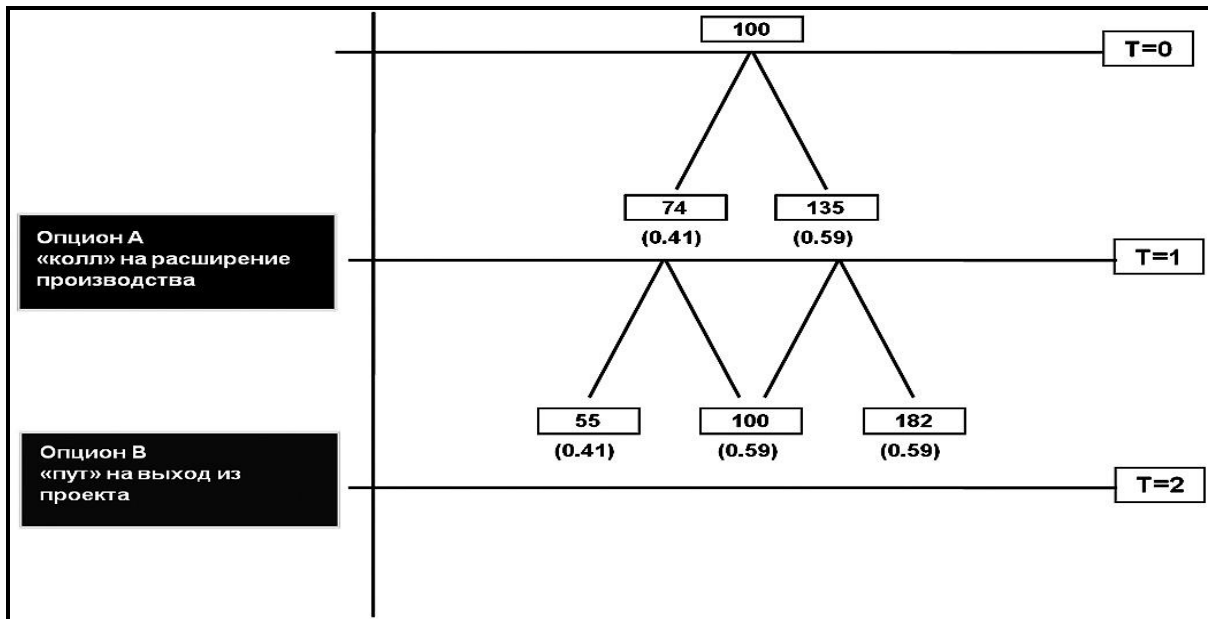 100
T=0
74
135
(0.41)
(0.59)
Опцион А
«колл» на расширение
производства
T=1
55
100
182
(0.41)
(0.59)
(0.59)
Опцион В
«пут» на выход из
проекта
T=2